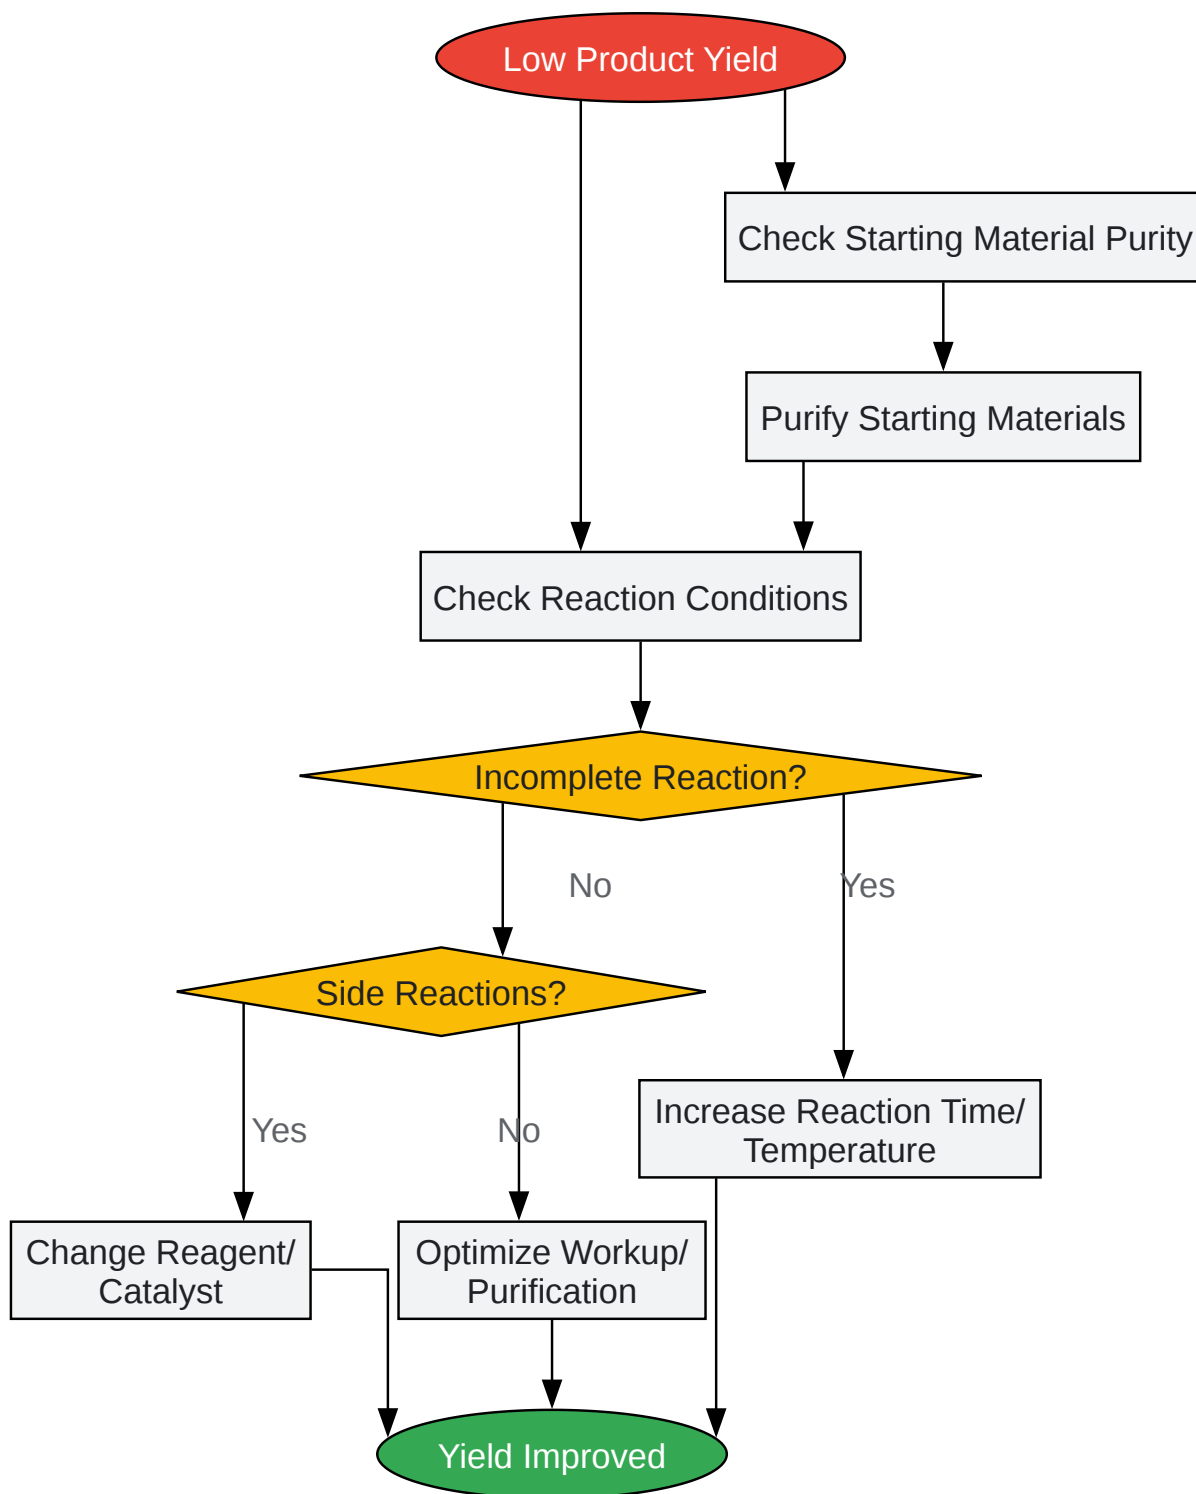 Low Product Yield
Check Starting Material Purity
Purify Starting Materials
Check Reaction Conditions
Incomplete Reaction?
No
Yes
Side Reactions?
Yes
No
Increase Reaction Time/
Temperature
Change Reagent/
Catalyst
Optimize Workup/
Purification
Yield Improved